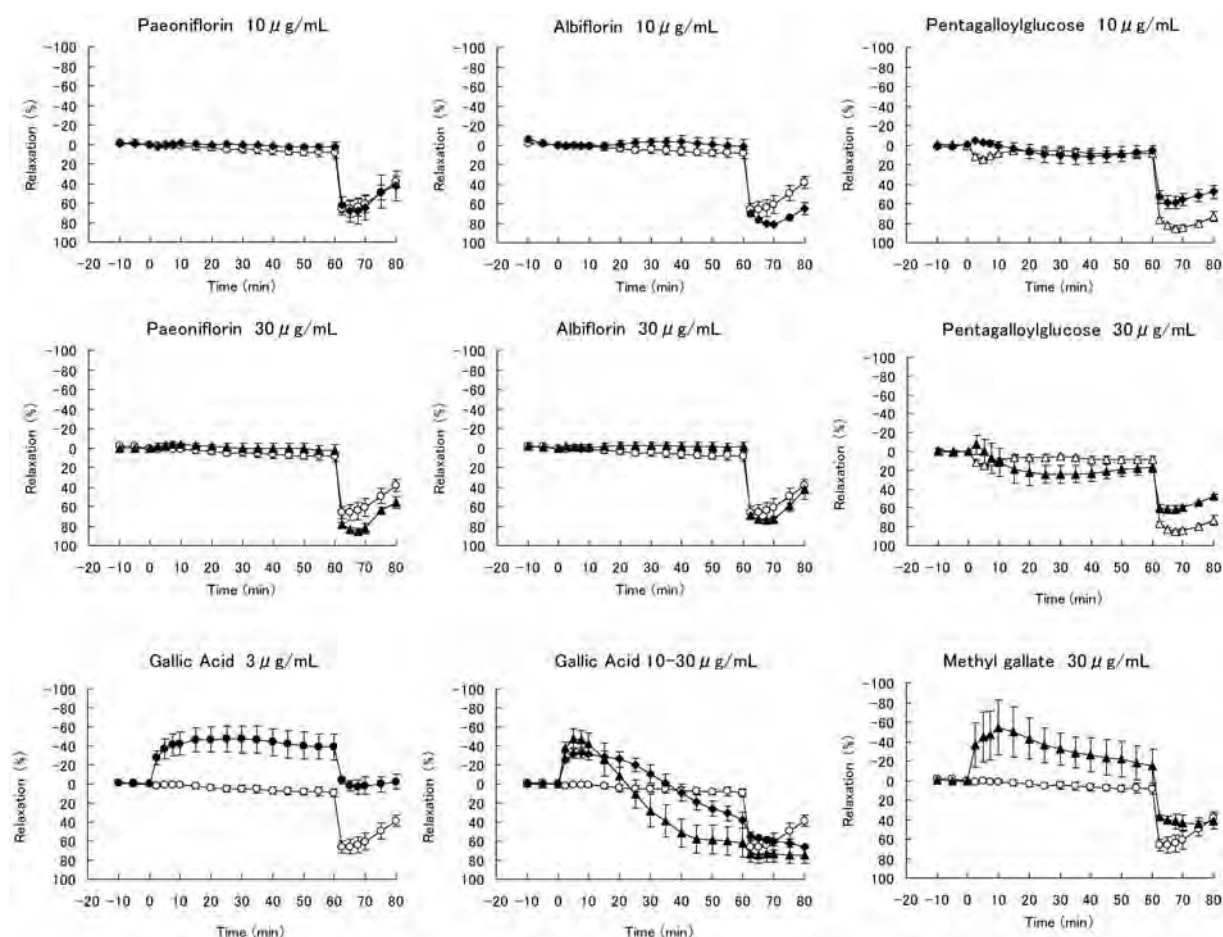 Paeoniflorin 10 μg/mL
Albiflorin 10 μg/mL
Pentagalloylglucose 10 μg/mL
Relaxation (%)
-100
-80
-60
-40
-20
0
20
40
60
80
100
-20 -10 0 10 20 30 40 50 60 70 80
Time (min)
Relaxation (%)
-100
-80
-60
-40
-20
0
20
40
60
80
100
-20 -10 0 10 20 30 40 50 60 70 80
Time (min)
Relaxation (%)
-100
-80
-60
-40
-20
0
20
40
60
80
100
-20 -10 0 10 20 30 40 50 60 70 80
Time (min)
Paeoniflorin 30 μg/mL
Albiflorin 30 μg/mL
Pentagalloylglucose 30 μg/mL
Relaxation (%)
-100
-80
-60
-40
-20
0
20
40
60
80
100
-20 -10 0 10 20 30 40 50 60 70 80
Time (min)
Relaxation (%)
-100
-80
-60
-40
-20
0
20
40
60
80
100
-20 -10 0 10 20 30 40 50 60 70 80
Time (min)
Relaxation (%)
-100
-80
-60
-40
-20
0
20
40
60
80
100
-20 -10 0 10 20 30 40 50 60 70 80
Time (min)
Gallic Acid 3 μg/mL
Gallic Acid 10-30 μg/mL
Methyl gallate 30 μg/mL
Relaxation (%)
-100
-80
-60
-40
-20
0
20
40
60
80
100
-20 -10 0 10 20 30 40 50 60 70 80
Time (min)
Relaxation (%)
-100
-80
-60
-40
-20
0
20
40
60
80
100
-20 -10 0 10 20 30 40 50 60 70 80
Time (min)
Relaxation (%)
-100
-80
-60
-40
-20
0
20
40
60
80
100
-20 -10 0 10 20 30 40 50 60 70 80
Time (min)